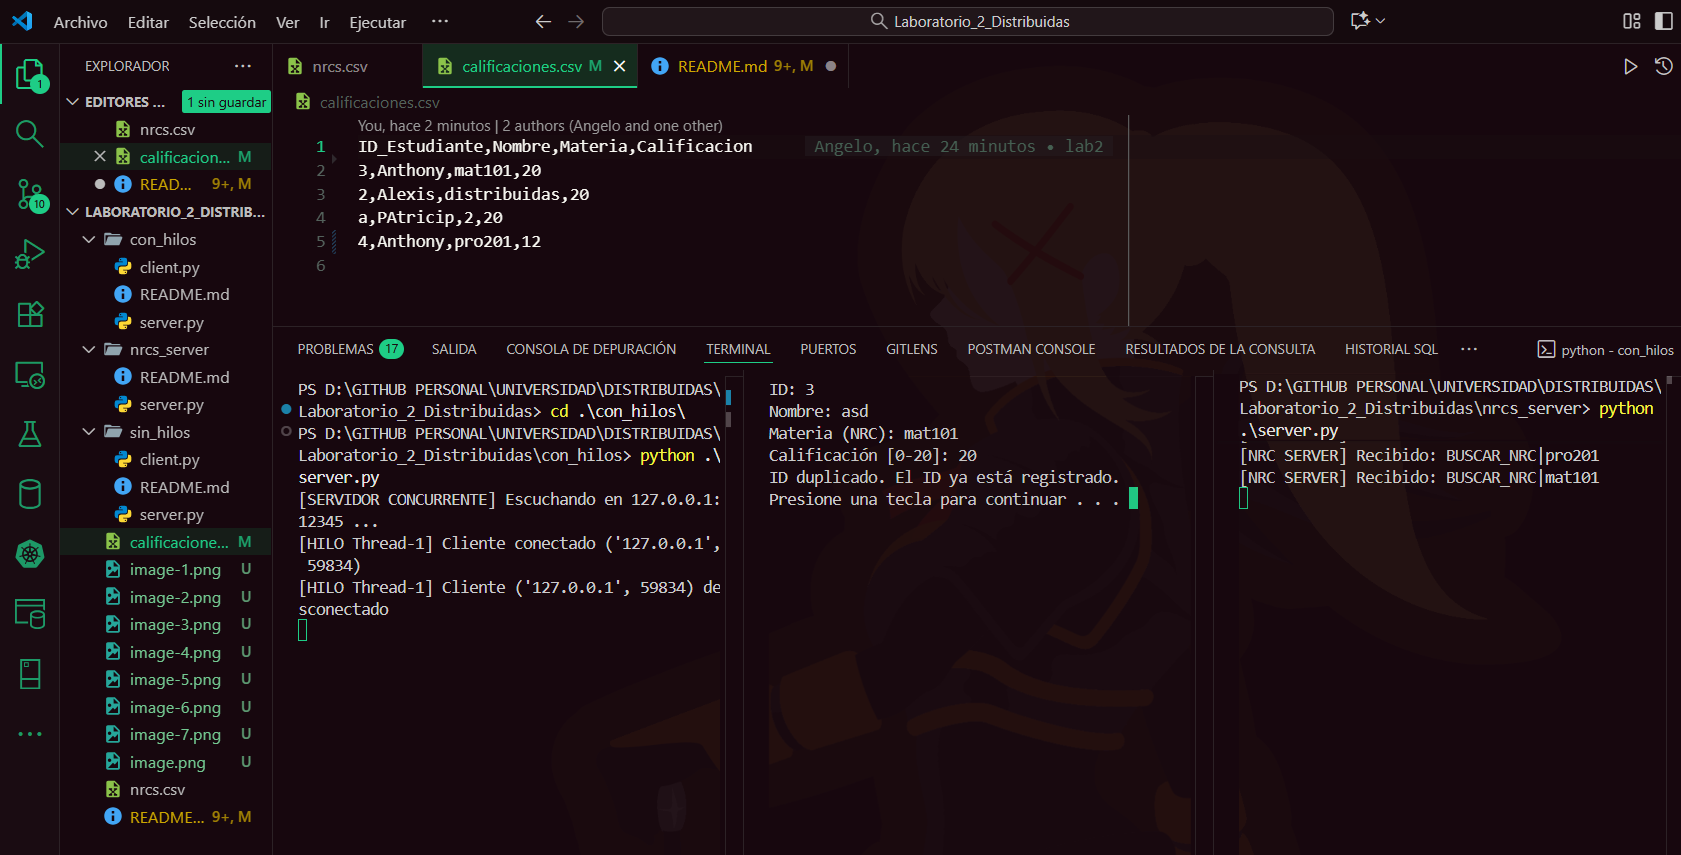 Archivo Editar Selección Ver Ir Ejecutar ··· Laboratorio_2_Distribuidas
EXPLORADOR ···
EDITORES ... 1 sin guardar
nrcs.csv
calificacion... M
READ... 9+, M
LABORATORIO_2_DISTRIB...
con_hilos
client.py
README.md
server.py
nrcs_server
README.md
server.py
sin_hilos
client.py
README.md
server.py
calificacione... M
image-1.png U
image-2.png U
image-3.png U
image-4.png U
image-5.png U
image-6.png U
image-7.png U
image.png U
nrcs.csv
README... 9+, M
1
10
nrcs.csv calificaciones.csv M README.md 9+, M
calificaciones.csv
You, hace 2 minutos | 2 authors (Angelo and one other)
1 ID_Estudiante,Nombre,Materia,Calificacion Angelo, hace 24 minutos • lab2
2 3,Anthony,mat101,20
3 2,Alexis,distribuidas,20
4 a,PAtricip,2,20
5 4,Anthony,pro201,12
6
PROBLEMAS 17 SALIDA CONSOLA DE DEPURACIÓN TERMINAL PUERTOS GITLENS POSTMAN CONSOLE RESULTADOS DE LA CONSULTA HISTORIAL SQL ··· python - con_hilos
PS D:\GITHUB PERSONAL\UNIVERSIDAD\DISTRIBUIDAS\
Laboratorio_2_Distribuidas> cd .\con_hilos\
PS D:\GITHUB PERSONAL\UNIVERSIDAD\DISTRIBUIDAS\
Laboratorio_2_Distribuidas\con_hilos> python .\
server.py
[SERVIDOR CONCURRENTE] Escuchando en 127.0.0.1:
12345 ...
[HILO Thread-1] Cliente conectado ('127.0.0.1',
59834)
[HILO Thread-1] Cliente ('127.0.0.1', 59834) de
sconectado
ID: 3
Nombre: asd
Materia (NRC): mat101
Calificación [0-20]: 20
ID duplicado. El ID ya está registrado.
Presione una tecla para continuar . . .
PS D:\GITHUB PERSONAL\UNIVERSIDAD\DISTRIBUIDAS\
Laboratorio_2_Distribuidas\nrcs_server> python
.\server.py
[NRC SERVER] Recibido: BUSCAR_NRC|pro201
[NRC SERVER] Recibido: BUSCAR_NRC|mat101